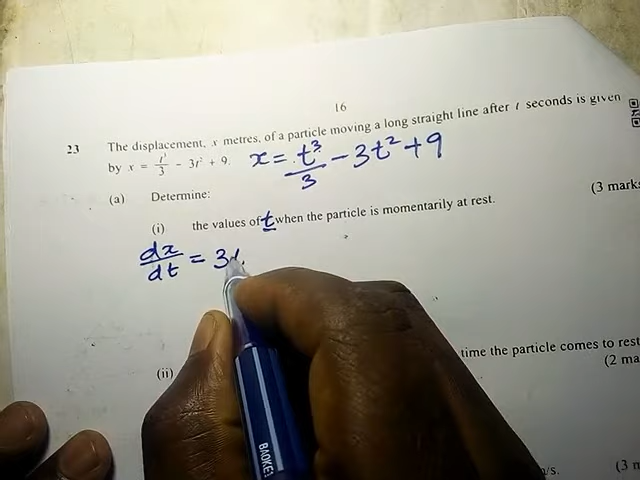 16
23 The displacement, x metres, of a particle moving a long straight line after t seconds is given
by x = t³/3 - 3t² + 9. x = t³/3 - 3t² + 9
(a) Determine:
(3 marks
(i) the values of t when the particle is momentarily at rest.
dx/dt = 3
(ii) time the particle comes to rest
(2 ma
/s. (3 m
BAOKE